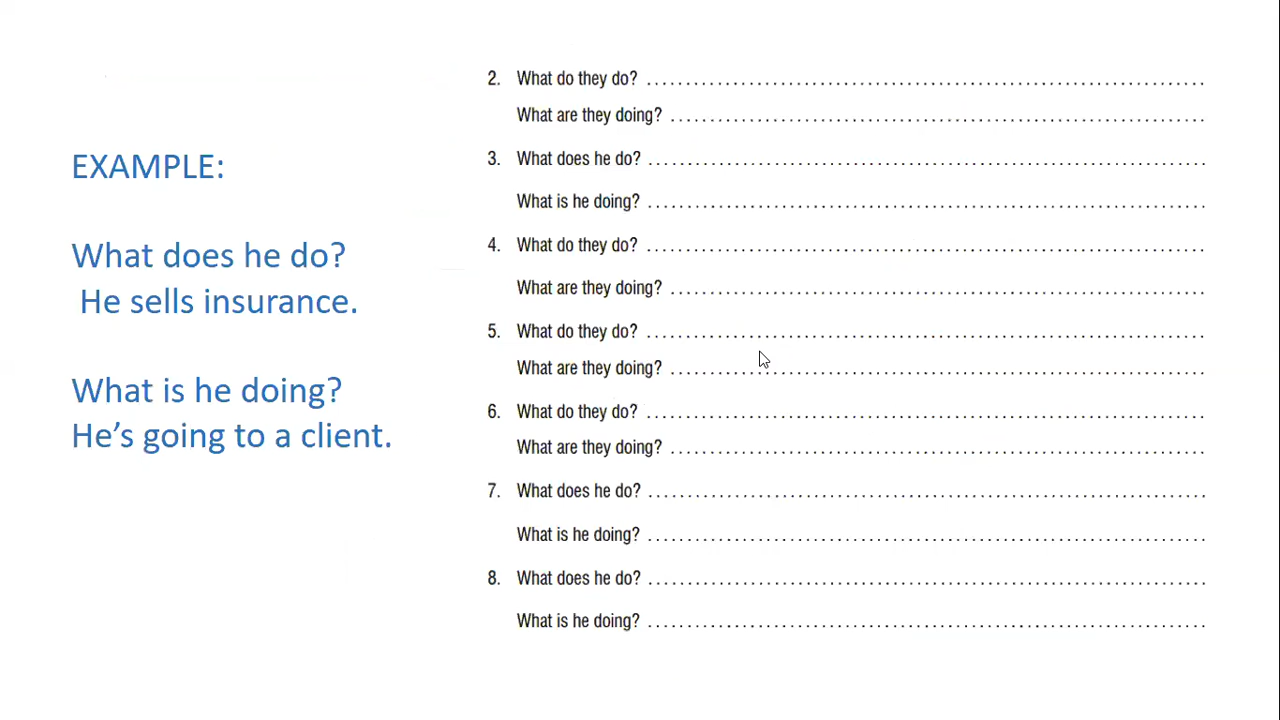 EXAMPLE:
What does he do?
He sells insurance.
What is he doing?
He's going to a client.
2. What do they do? ........................................................................
What are they doing? .....................................................................
3. What does he do? ........................................................................
What is he doing? ........................................................................
4. What do they do? ........................................................................
What are they doing? .....................................................................
5. What do they do? ........................................................................
What are they doing? .....................................................................
6. What do they do? ........................................................................
What are they doing? .....................................................................
7. What does he do? ........................................................................
What is he doing? ........................................................................
8. What does he do? ........................................................................
What is he doing? ........................................................................